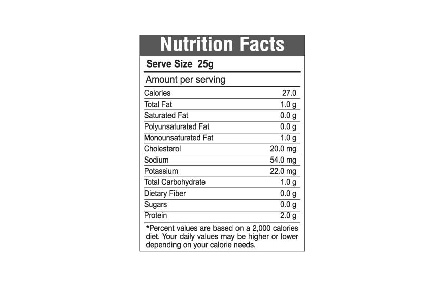 Nutrition Facts
Serve Size 25g
Amount per serving
Calories 27.0
Total Fat 1.0 g
Saturated Fat 0.0 g
Polyunsaturated Fat 0.0 g
Monounsaturated Fat 1.0 g
Cholesterol 20.0 mg
Sodium 54.0 mg
Potassium 22.0 mg
Total Carbohydrate 1.0 g
Dietary Fiber 0.0 g
Sugars 0.0 g
Protein 2.0 g
*Percent values are based on a 2,000 calories
diet. Your daily values may be higher or lower
depending on your calorie needs.